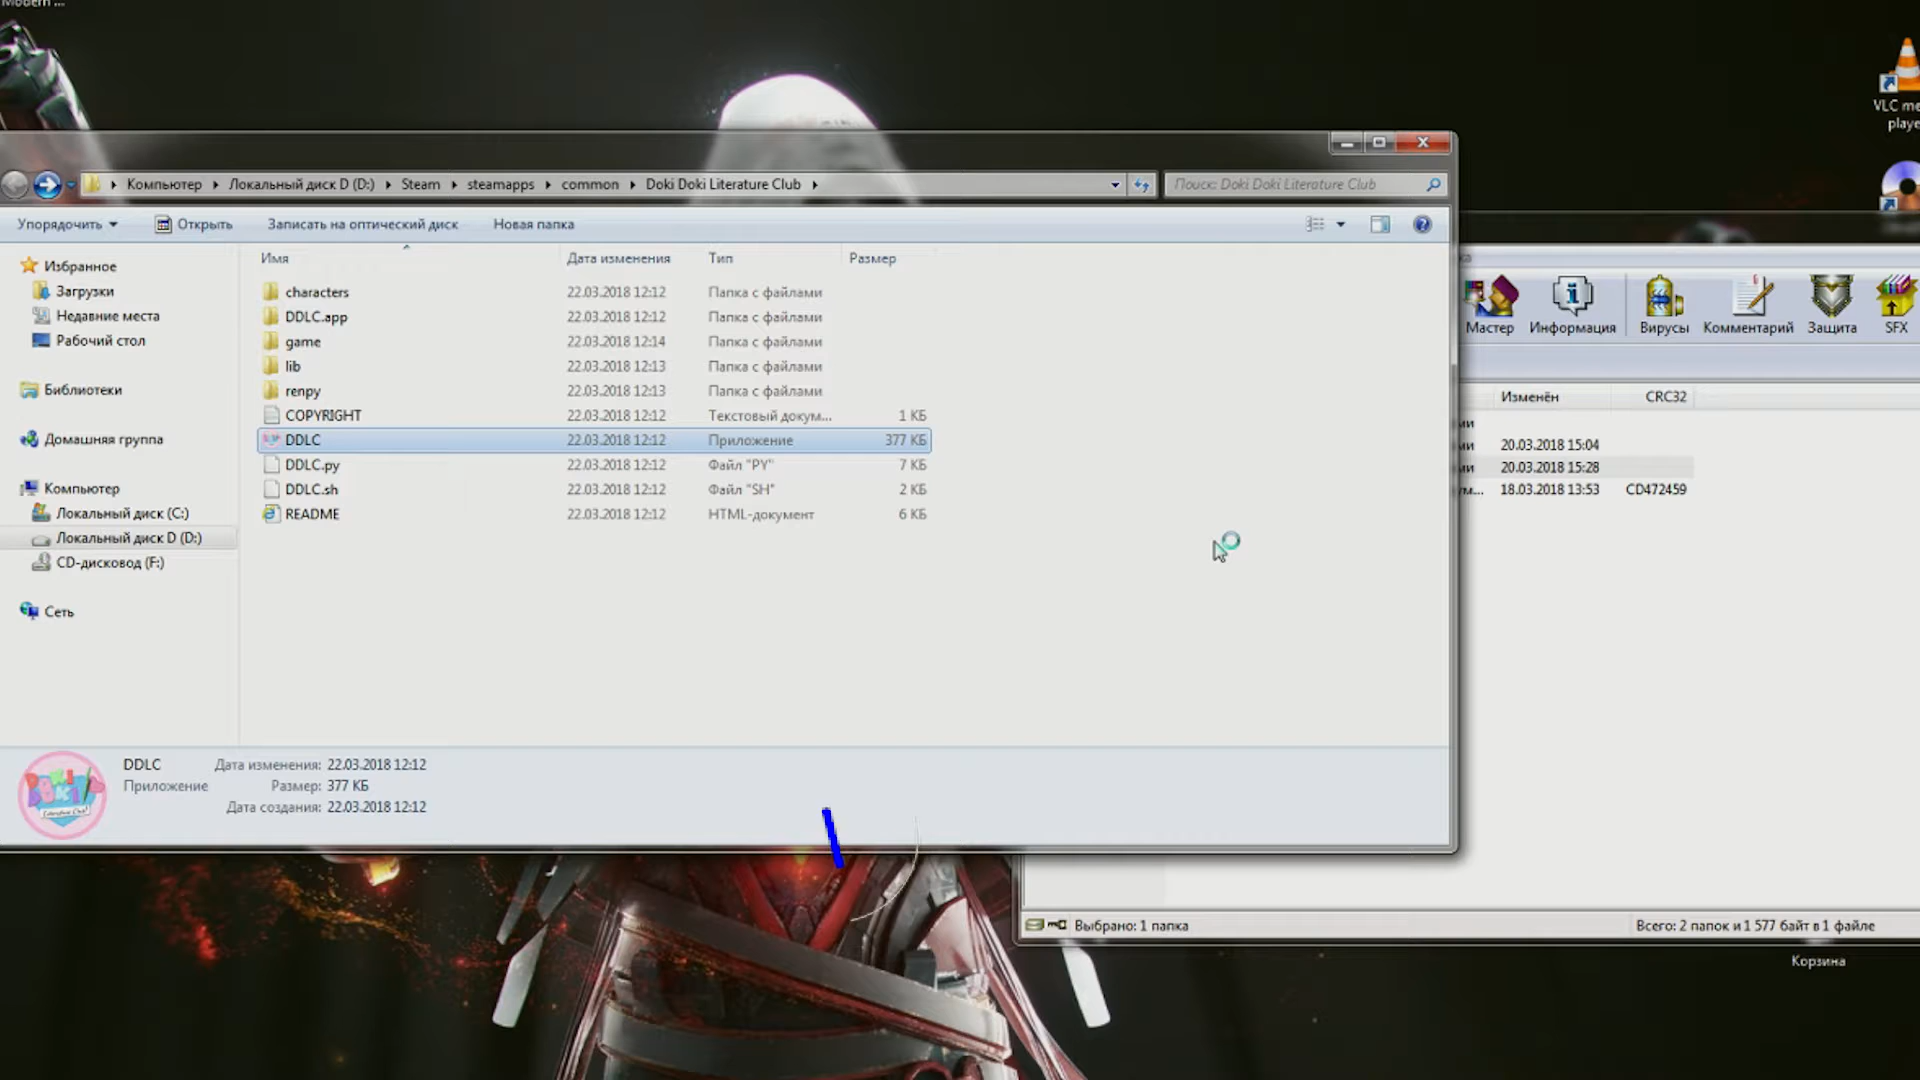 Modern ...
VLC me
playe
Компьютер
Локальный диск D (D:)
Steam
steamapps
common
Doki Doki Literature Club
Поиск: Doki Doki Literature Club
Упорядочить
Открыть
Записать на оптический диск
Новая папка
Имя
Дата изменения
Тип
Размер
characters 22.03.2018 12:12 Папка с файлами
DDLC.app 22.03.2018 12:12 Папка с файлами
game 22.03.2018 12:14 Папка с файлами
lib 22.03.2018 12:13 Папка с файлами
renpy 22.03.2018 12:13 Папка с файлами
COPYRIGHT 22.03.2018 12:12 Текстовый докум... 1 КБ
DDLC 22.03.2018 12:12 Приложение 377 КБ
DDLC.py 22.03.2018 12:12 Файл "PY" 7 КБ
DDLC.sh 22.03.2018 12:12 Файл "SH" 2 КБ
README 22.03.2018 12:12 HTML-документ 6 КБ
Избранное
Загрузки
Недавние места
Рабочий стол
Библиотеки
Домашняя группа
Компьютер
Локальный диск (C:)
Локальный диск D (D:)
CD-дисковод (F:)
Сеть
DDLC Дата изменения: 22.03.2018 12:12
Приложение Размер: 377 КБ
Дата создания: 22.03.2018 12:12
Мастер
Информация
Вирусы
Комментарий
Защита
SFX
Изменён
CRC32
ми
ми 20.03.2018 15:04
ми 20.03.2018 15:28
ум... 18.03.2018 13:53 CD472459
Выбрано: 1 папка
Всего: 2 папок и 1 577 байт в 1 файле
Корзина